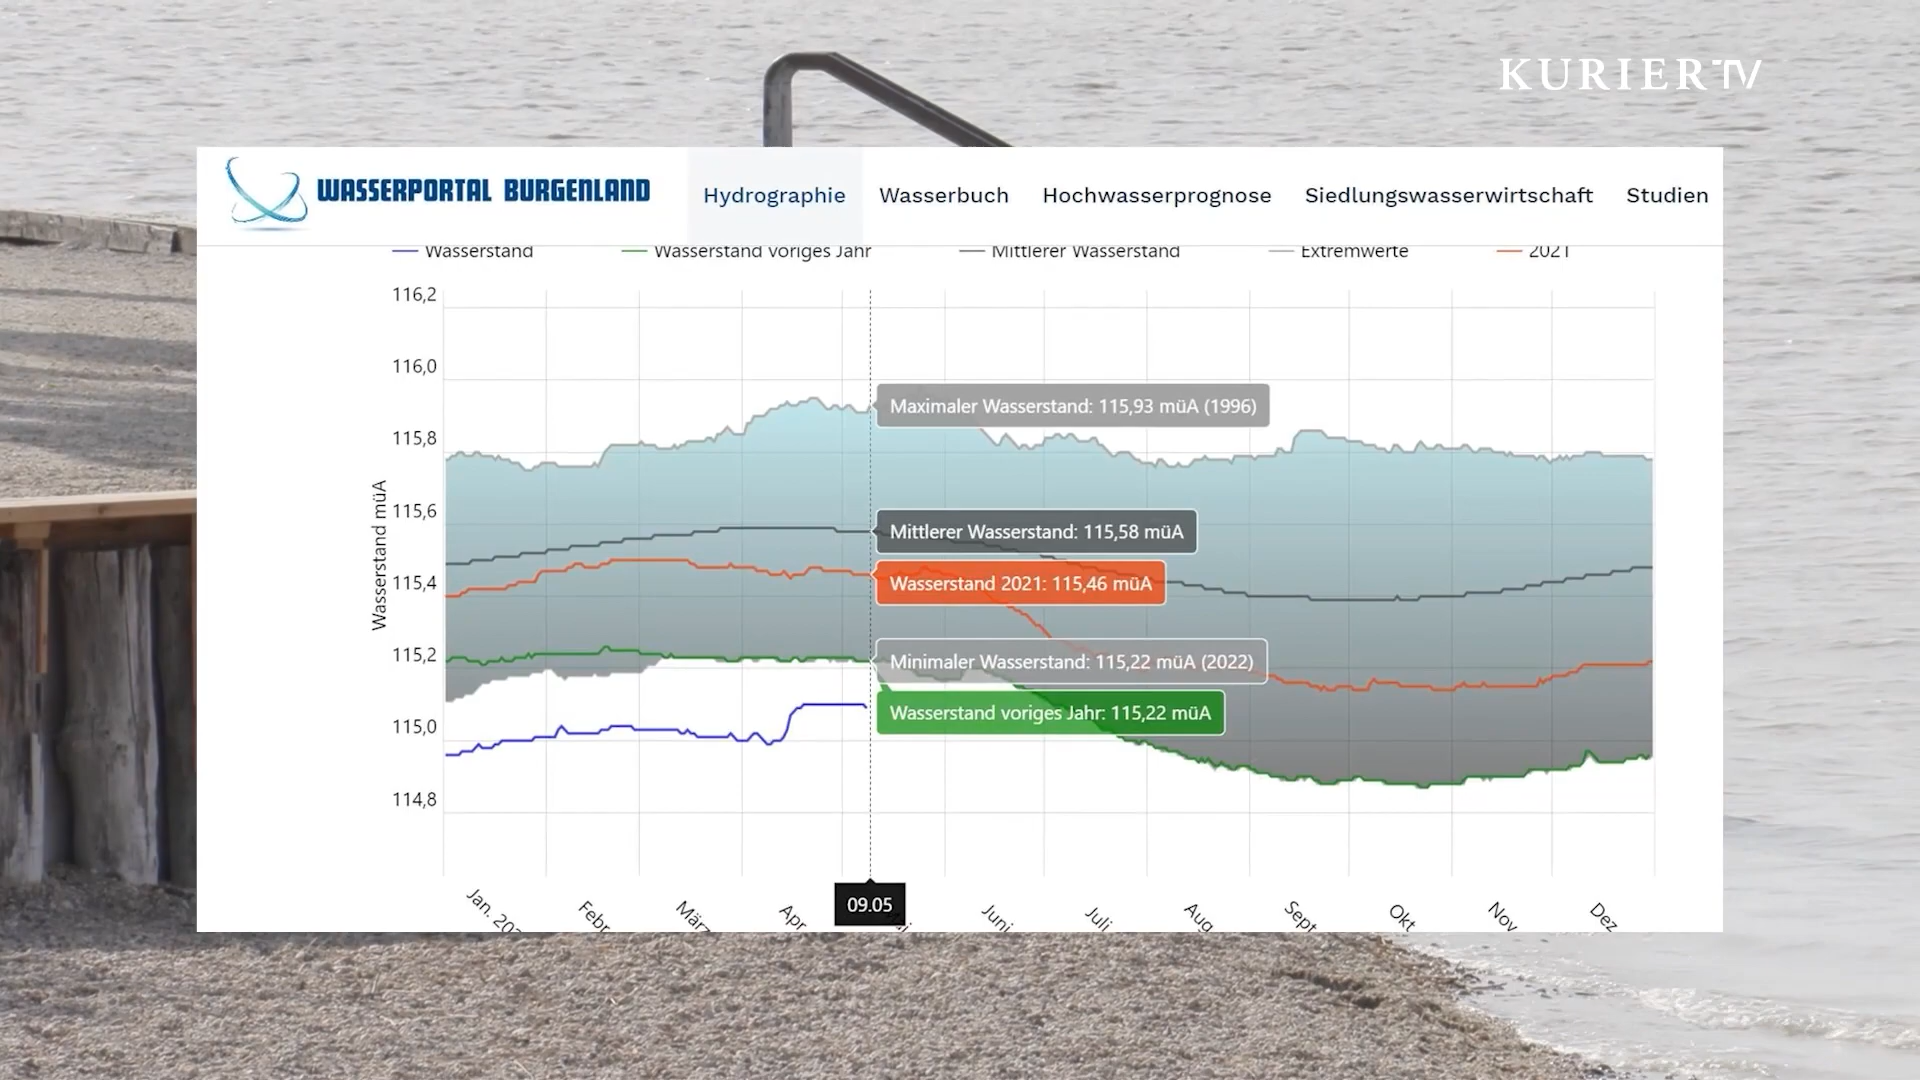 KURIER TV
WASSERPORTAL BURGENLAND
Hydrographie Wasserbuch Hochwasserprognose Siedlungswasserwirtschaft Studien
Wasserstand Wasserstand voriges Jahr Mittlerer Wasserstand Extremwerte 2021
116,2
116,0
115,8
115,6
115,4
115,2
115,0
114,8
Wasserstand müA
Maximaler Wasserstand: 115,93 müA (1996)
Mittlerer Wasserstand: 115,58 müA
Wasserstand 2021: 115,46 müA
Minimaler Wasserstand: 115,22 müA (2022)
Wasserstand voriges Jahr: 115,22 müA
Jan. 202 Febr März Apr 09.05 Juni Juli Aug Sept Okt Nov Dez